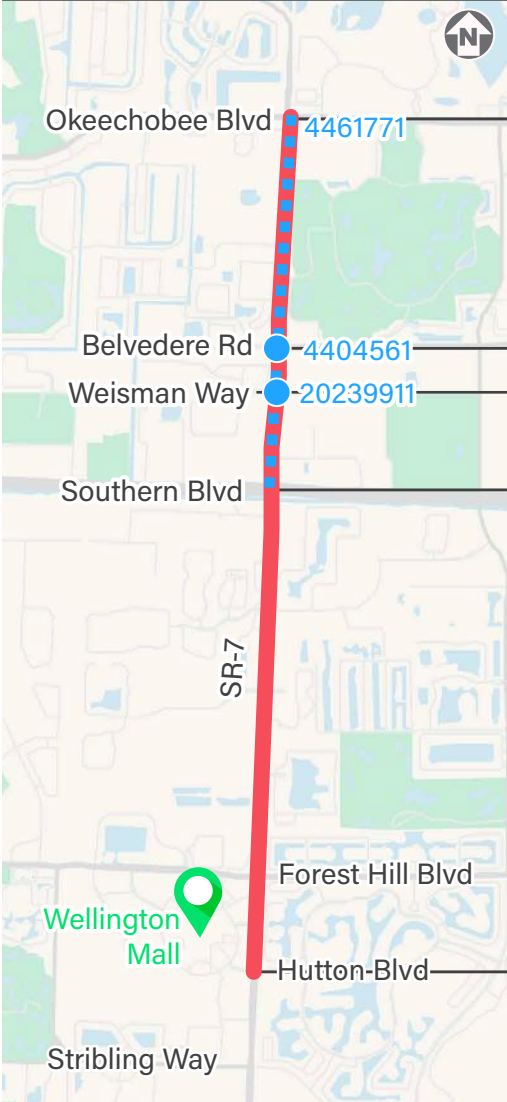 N
Okeechobee Blvd 4461771
Belvedere Rd 4404561
Weisman Way 20239911
Southern Blvd
SR-7
Forest Hill Blvd
Wellington
Mall
Hutton Blvd
Stribling Way